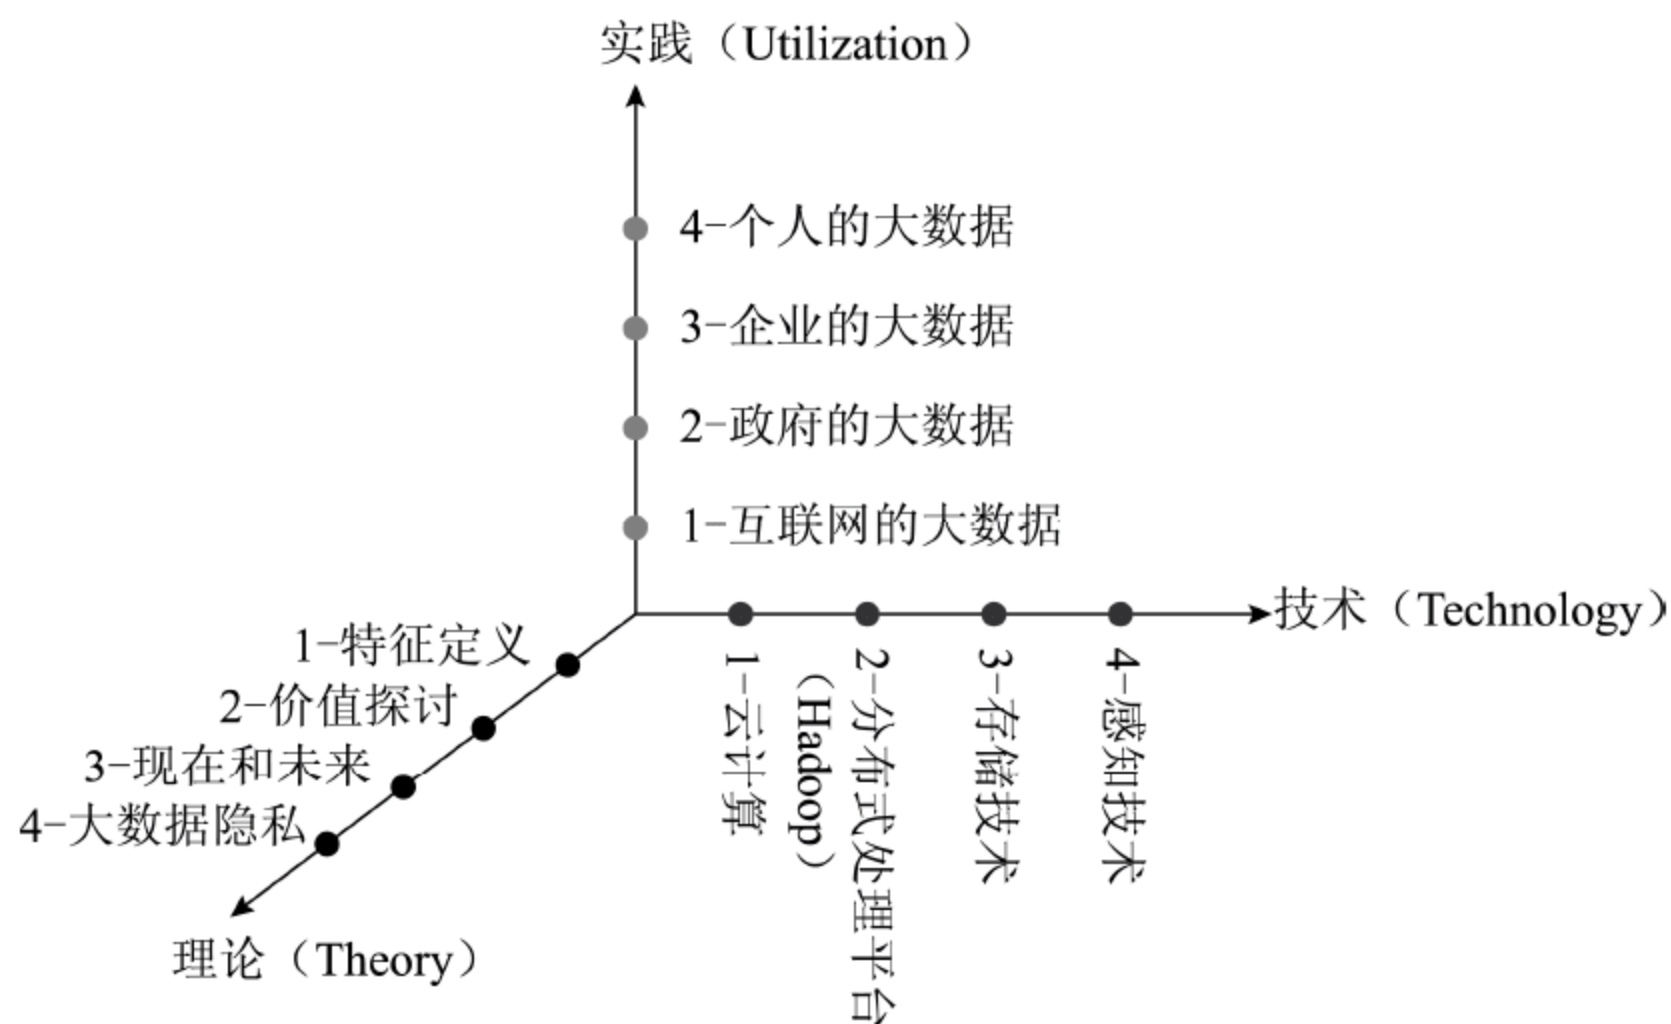 实践（Utilization）
4-个人的大数据
3-企业的大数据
2-政府的大数据
1-互联网的大数据
技术（Technology）
1-特征定义
2-价值探讨
3-现在和未来
4-大数据隐私
理论（Theory）
1-云计算
2-分布式处理平台
（Hadoop）
3-存储技术
4-感知技术